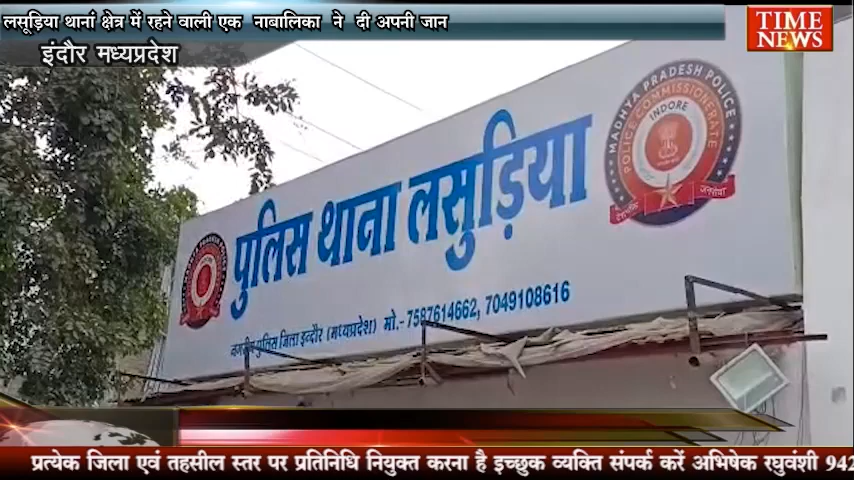 लसूड़िया थानां क्षेत्र में रहने वाली एक नाबालिका ने दी अपनी जान
TIME NEWS
इंदौर मध्यप्रदेश
MADHYA PRADESH POLICE
POLICE COMMISSIONERATE
INDORE
जनसेवा
पुलिस थाना लसुड़िया
पुलिस जिला इन्दौर (मध्यप्रदेश) मो.- 7587614662, 7049108616
प्रत्येक जिला एवं तहसील स्तर पर प्रतिनिधि नियुक्त करना है इच्छुक व्यक्ति संपर्क करें अभिषेक रघुवंशी 942